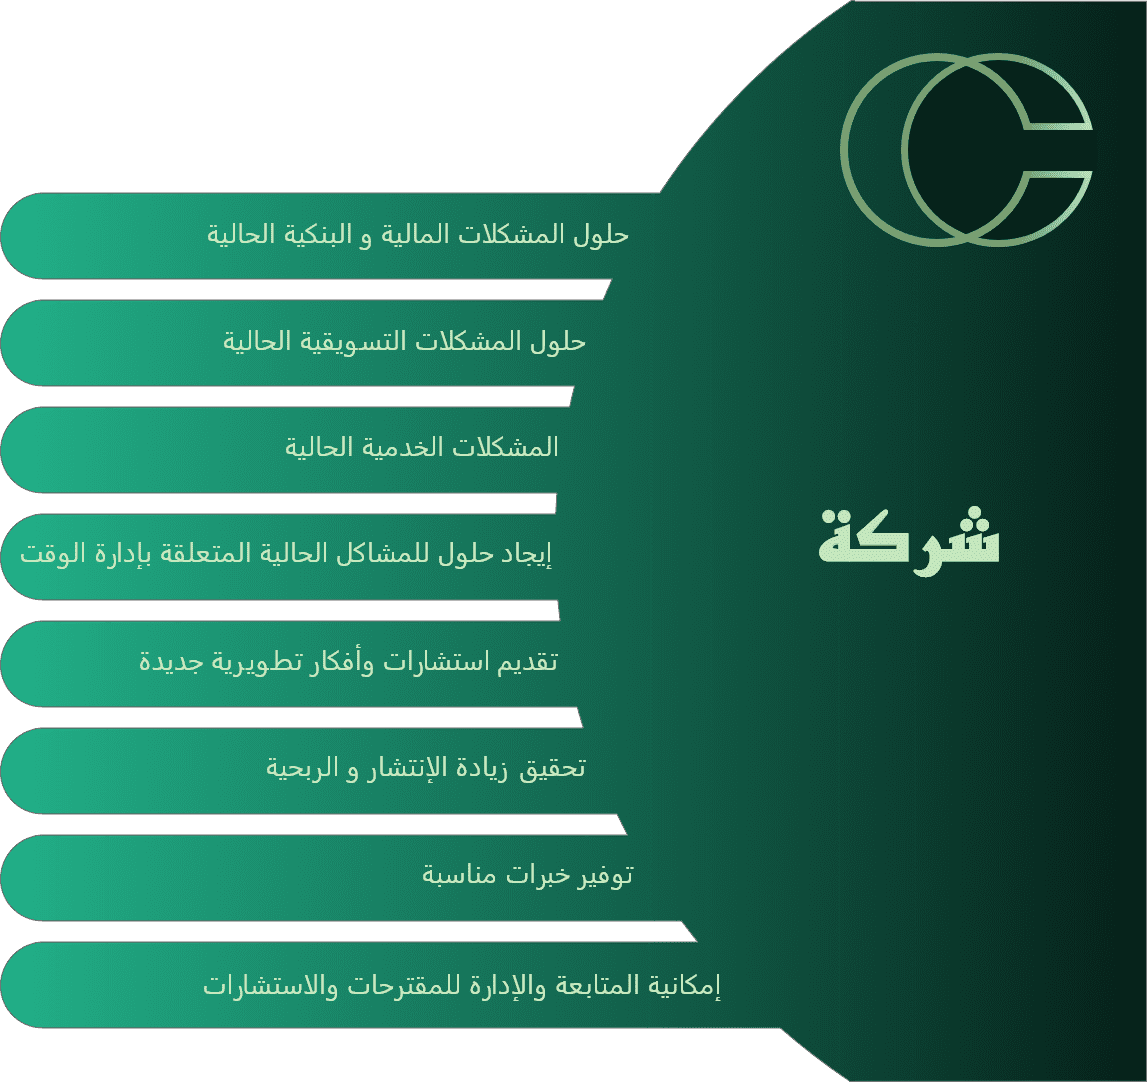 حلول المشكلات المالية و البنكية الحالية
حلول المشكلات التسويقية الحالية
المشكلات الخدمية الحالية
إيجاد حلول للمشاكل الحالية المتعلقة بإدارة الوقت
شركة
تقديم استشارات وأفكار تطويرية جديدة
تحقيق زيادة الإنتشار و الربحية
توفير خبرات مناسبة
إمكانية المتابعة والإدارة للمقترحات والاستشارات